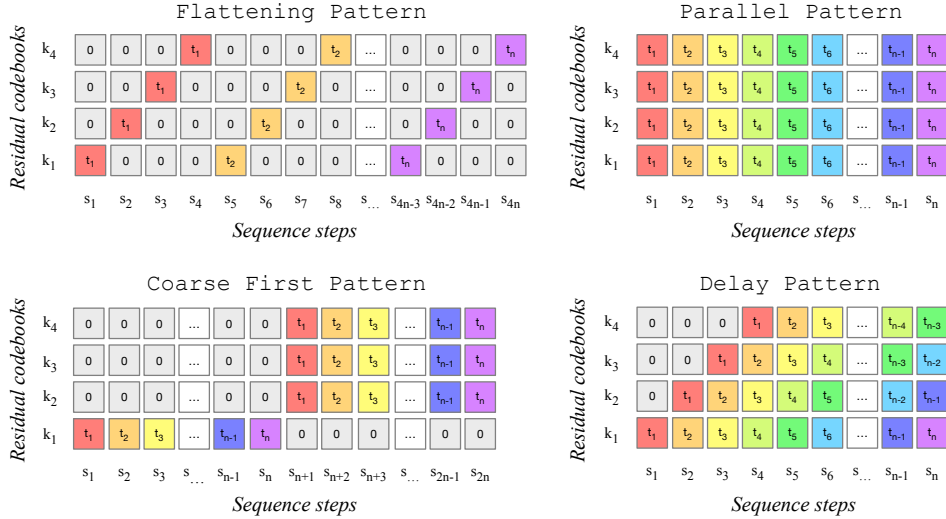 Flattening Pattern
Residual codebooks
k4 0 0 0 t1 0 0 0 t2 ... 0 0 tn
k3 0 0 t1 0 0 0 t2 0 ... 0 tn 0
k2 0 t1 0 0 0 t2 0 0 ... tn 0 0
k1 t1 0 0 0 t2 0 0 0 ... tn 0 0 0
s1 s2 s3 s4 s5 s6 s7 s8 s... s4n-3 s4n-2 s4n-1 s4n
Sequence steps
Parallel Pattern
Residual codebooks
k4 t1 t2 t3 t4 t5 t6 ... tn-1 tn
k3 t1 t2 t3 t4 t5 t6 ... tn-1 tn
k2 t1 t2 t3 t4 t5 t6 ... tn-1 tn
k1 t1 t2 t3 t4 t5 t6 ... tn-1 tn
s1 s2 s3 s4 s5 s6 s... sn-1 sn
Sequence steps
Coarse First Pattern
Residual codebooks
k4 0 0 0 ... 0 0 t1 t2 t3 ... tn-1 tn
k3 0 0 0 ... 0 0 t1 t2 t3 ... tn-1 tn
k2 0 0 0 ... 0 0 t1 t2 t3 ... tn-1 tn
k1 t1 t2 t3 ... tn-1 tn 0 0 0 ... 0 0
s1 s2 s3 s... sn-1 sn sn+1 sn+2 sn+3 s... s2n-1 s2n
Sequence steps
Delay Pattern
Residual codebooks
k4 0 0 0 t1 t2 t3 ... tn-4 tn-3
k3 0 0 t1 t2 t3 t4 ... tn-3 tn-2
k2 0 t1 t2 t3 t4 t5 ... tn-2 tn-1
k1 t1 t2 t3 t4 t5 t6 ... tn-1 tn
s1 s2 s3 s4 s5 s6 s... sn-1 sn
Sequence steps